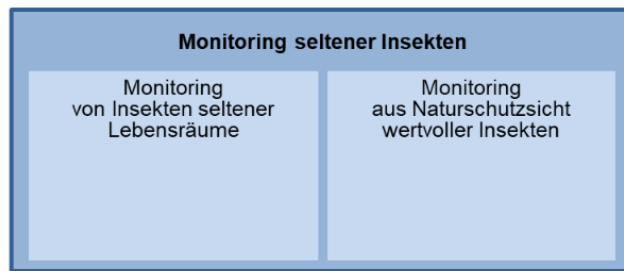 Monitoring seltener Insekten
Monitoring
von Insekten seltener
Lebensräume
Monitoring
aus Naturschutzsicht
wertvoller Insekten